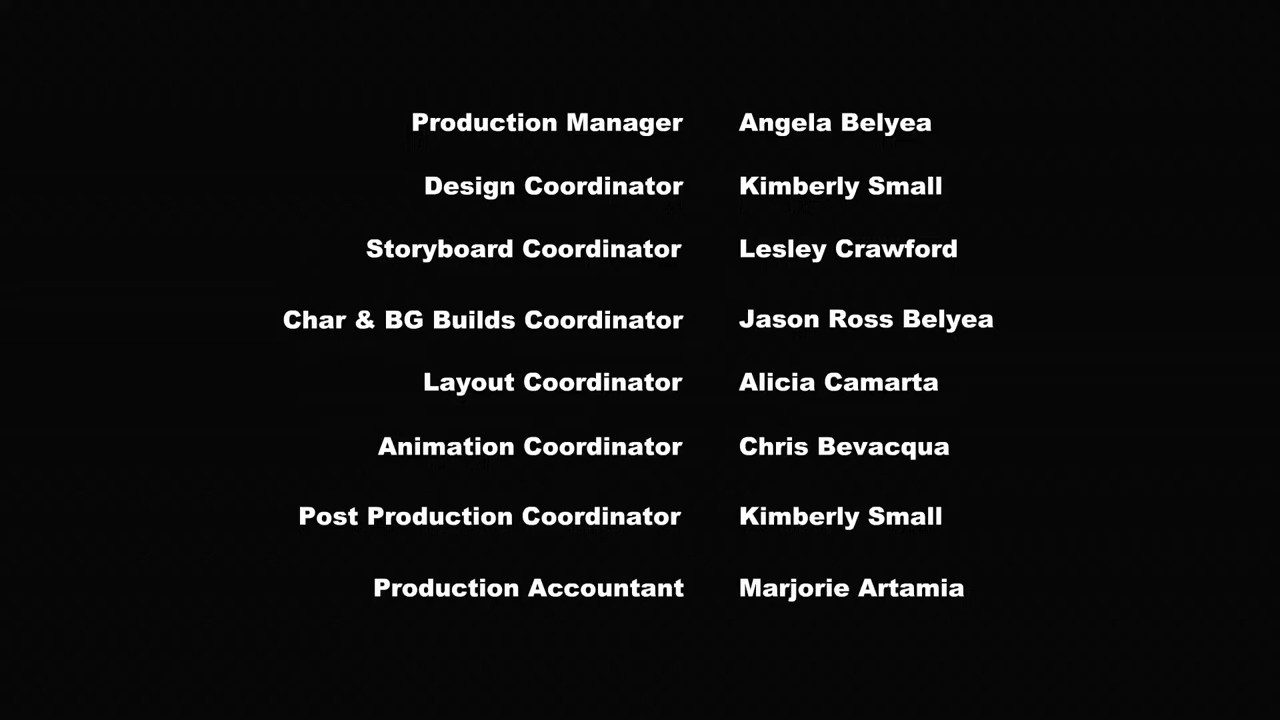 Production Manager Angela Belyea
Design Coordinator Kimberly Small
Storyboard Coordinator Lesley Crawford
Char & BG Builds Coordinator Jason Ross Belyea
Layout Coordinator Alicia Camarta
Animation Coordinator Chris Bevacqua
Post Production Coordinator Kimberly Small
Production Accountant Marjorie Artamia